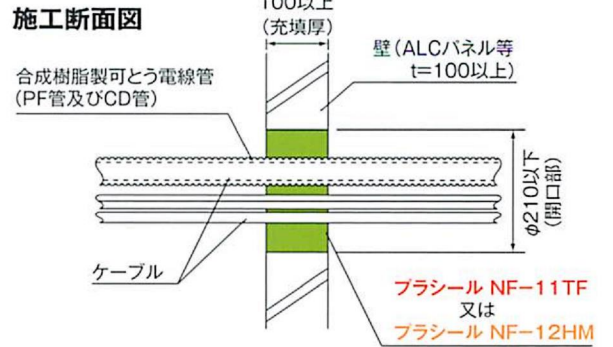 施工断面図
100以上
(充填厚)
壁(ALCパネル等
t=100以上)
合成樹脂製可とう電線管
(PF管及びCD管)
φ210以下
(開口部)
ケーブル
プラシール NF-11TF
又は
プラシール NF-12HM